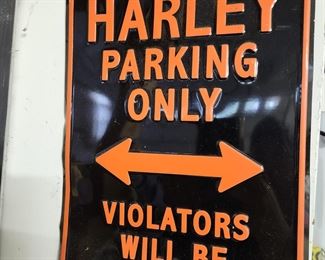 HARLEY
PARKING
ONLY
VIOLATORS
WILL BE